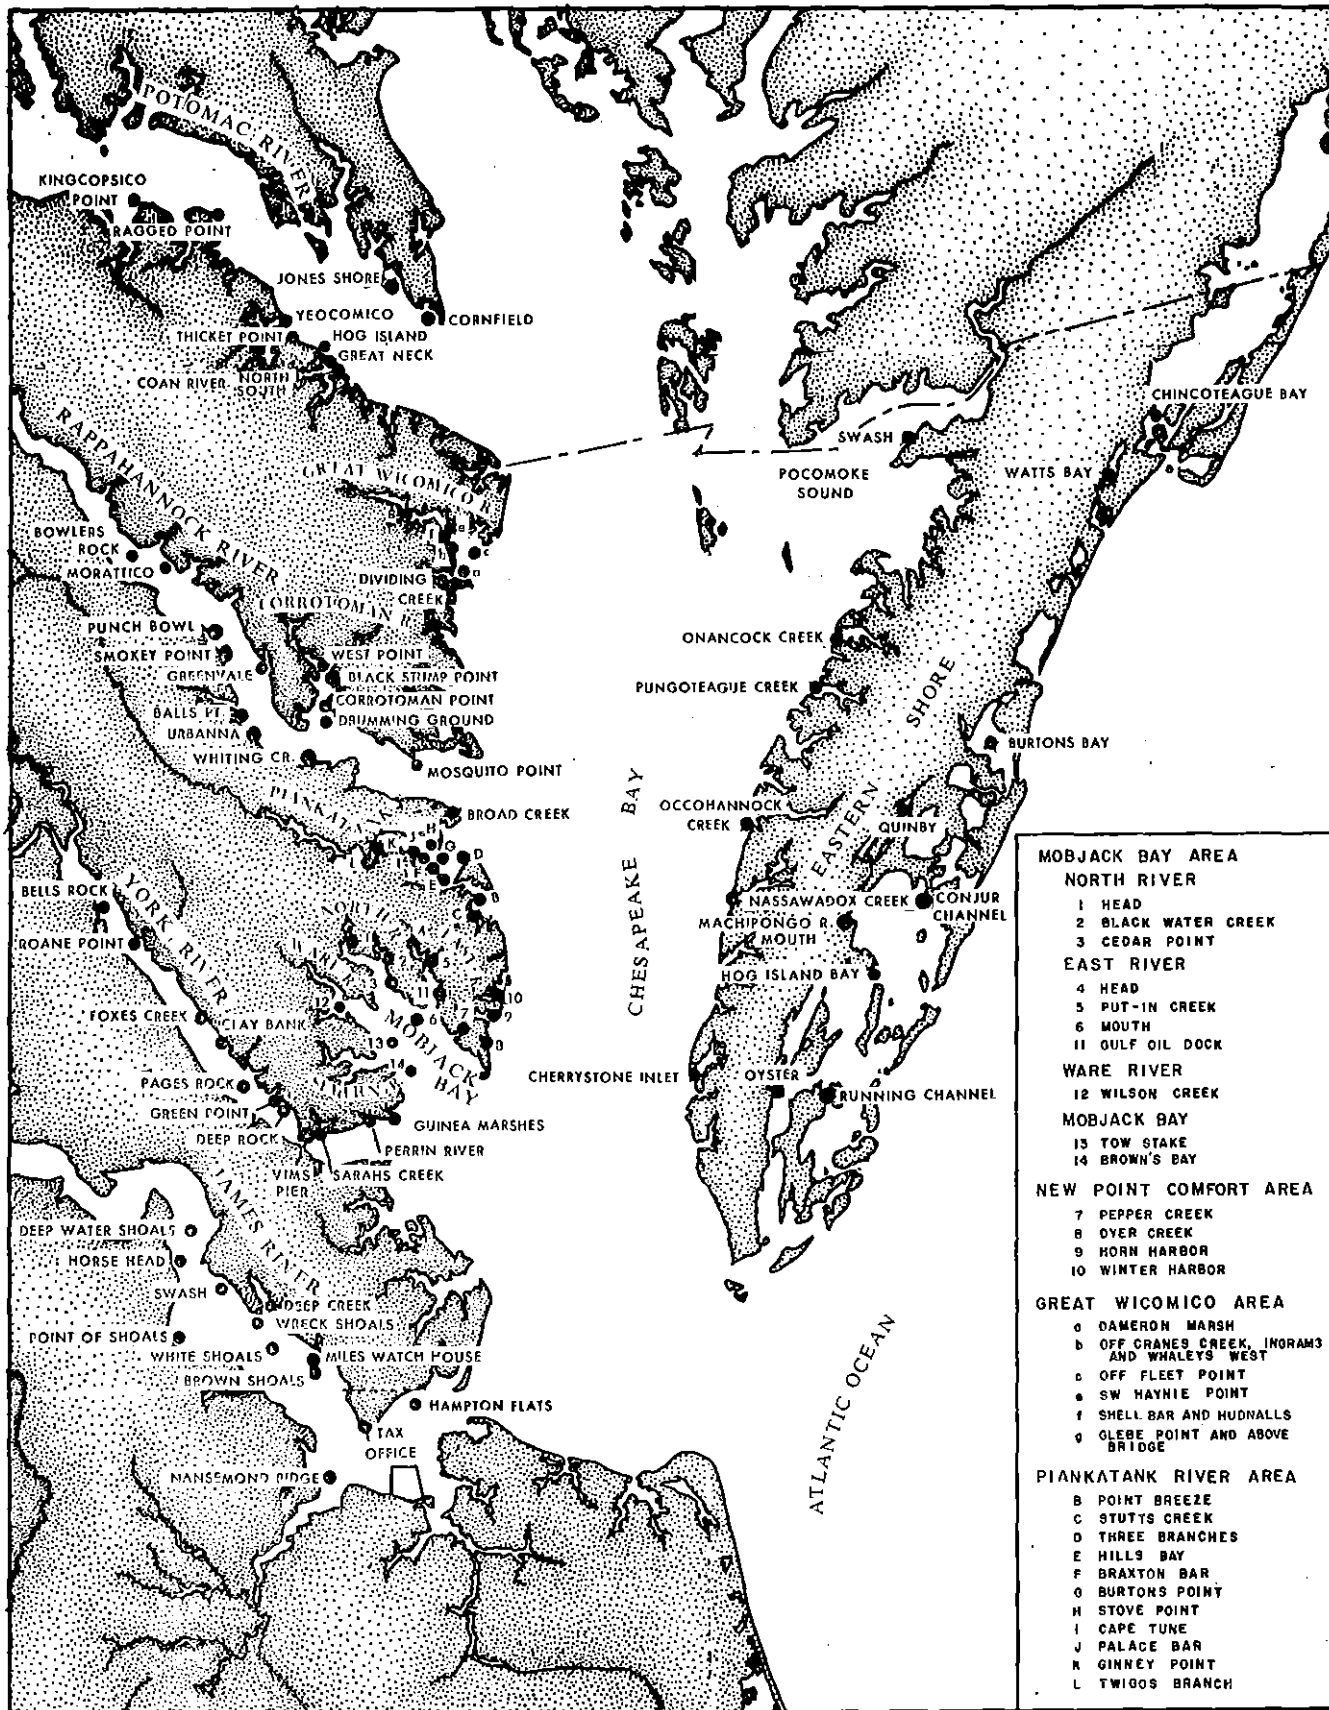 POTOMAC RIVER
KINGCOPSICO
POINT
RAGGED POINT
JONES SHORE
CORNFIELD
YEOCOMICO
THICKET POINT
HOG ISLAND
GREAT NECK
COAN RIVER
NORTH
SOUTH
RAPPAHANNOCK RIVER
GREAT WICOMICO R.
BOWLERS
ROCK
MORATTICO
DIVIDING
CREEK
CORROTOMAN R.
PUNCH BOWL
SMOKEY POINT
GREENVALE
WEST POINT
BLACK STUMP POINT
CORROTOMAN POINT
DRUMMING GROUND
BALLS PT.
URBANNA
WHITING CR.
MOSQUITO POINT
PIANKATANK
BROAD CREEK
YORK RIVER
BELLS ROCK
ROANE POINT
FOXES CREEK
CLAY BANK
PAGES ROCK
GREEN POINT
DEEP ROCK
VIMS
PIER
SARAHS CREEK
PERRIN RIVER
GUINEA MARSHES
NORTH
EAST
WARE
MOBJACK
BAY
JAMES RIVER
DEEP WATER SHOALS
HORSE HEAD
SWASH
DEEP CREEK
WRECK SHOALS
POINT OF SHOALS
WHITE SHOALS
MILES WATCH HOUSE
BROWN SHOALS
HAMPTON FLATS
TAX
OFFICE
NANSEMOND RIDGE
CHESAPEAKE BAY
ATLANTIC OCEAN
EASTERN SHORE
CHINCOTEAGUE BAY
SWASH
POCOMOKE
SOUND
WATTS BAY
ONANCOCK CREEK
PUNGOTEAGUE CREEK
BURTONS BAY
OCCOHANNOCK
CREEK
QUINBY
NASSAWADOX CREEK
CONJUR
CHANNEL
MACHIPONGO R.
MOUTH
HOG ISLAND BAY
CHERRYSTONE INLET
OYSTER
RUNNING CHANNEL
MOBJACK BAY AREA
NORTH RIVER
1 HEAD
2 BLACK WATER CREEK
3 CEDAR POINT
EAST RIVER
4 HEAD
5 PUT-IN CREEK
6 MOUTH
11 GULF OIL DOCK
WARE RIVER
12 WILSON CREEK
MOBJACK BAY
13 TOW STAKE
14 BROWN'S BAY
NEW POINT COMFORT AREA
7 PEPPER CREEK
8 DYER CREEK
9 HORN HARBOR
10 WINTER HARBOR
GREAT WICOMICO AREA
a DAMERON MARSH
b OFF CRANES CREEK, INGRAMS
AND WHALEYS WEST
c OFF FLEET POINT
e SW HAYNIE POINT
f SHELL BAR AND HUDNALLS
g GLEBE POINT AND ABOVE
BRIDGE
PIANKATANK RIVER AREA
B POINT BREEZE
C STUTTS CREEK
D THREE BRANCHES
E HILLS BAY
F BRAXTON BAR
G BURTONS POINT
H STOVE POINT
I CAPE TUNE
J PALACE BAR
K GINNEY POINT
L TWIGGS BRANCH